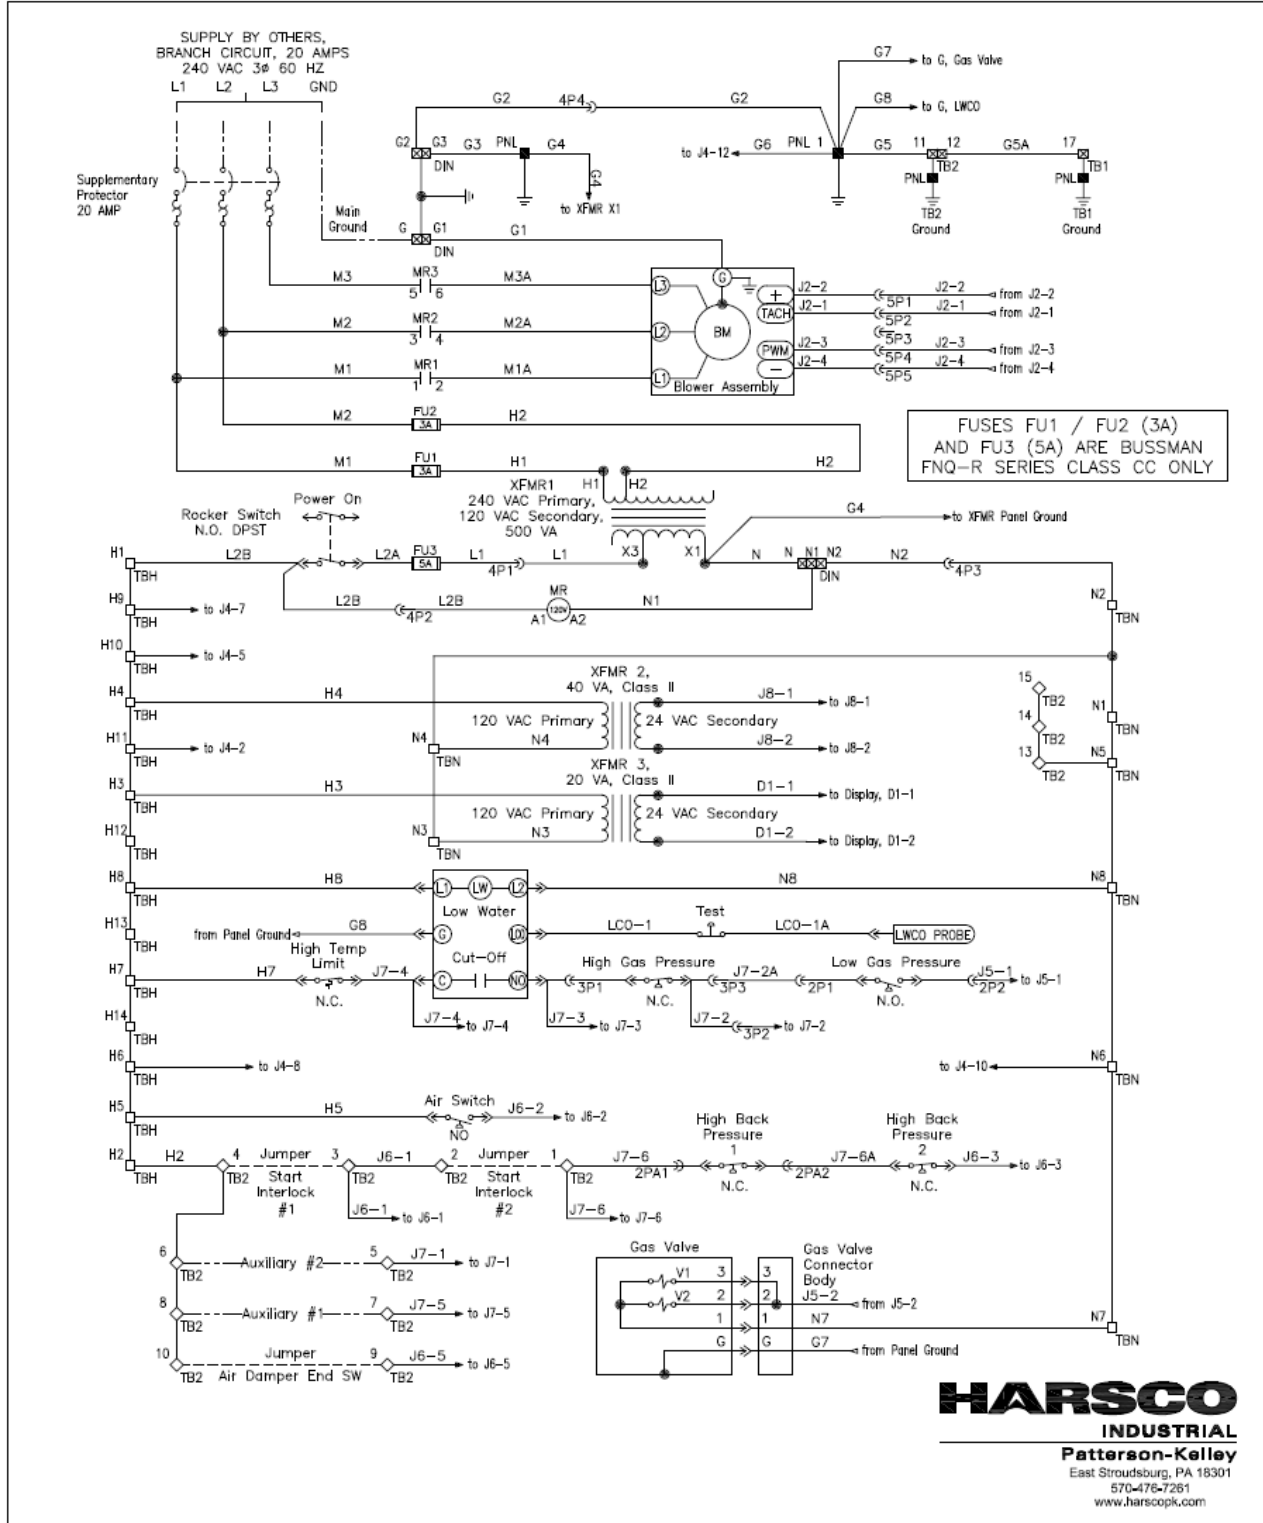 SUPPLY BY OTHERS,
BRANCH CIRCUIT, 20 AMPS
240 VAC 3ø 60 HZ
L1 L2 L3 GND
G7 to G, Gas Valve
G2 4P4 G2 G8 to G, LWCO
G2 G3 G3 PNL G4 to J4-12 G6 PNL 1 G5 11 12 G5A 17
DIN TB2 TB1
G4 PNL PNL
Supplementary
Protector
20 AMP
to XFMR X1
TB2
Ground
TB1
Ground
Main
Ground
G G1 G1
DIN
M3 MR3 M3A L3 G
5 6
M2 MR2 M2A L2 BM
3 4
M1 MR1 M1A L1
1 2
Blower Assembly
+ J2-2 J2-2 from J2-2
5P1
TACH J2-1 J2-1 from J2-1
5P2
5P3
PWM J2-3 J2-3 from J2-3
5P4
− J2-4 J2-4 from J2-4
5P5
M2 FU2 H2
3A
M1 FU1 H1 H2
3A
FUSES FU1 / FU2 (3A)
AND FU3 (5A) ARE BUSSMAN
FNQ-R SERIES CLASS CC ONLY
XFMR1 H1 H2
240 VAC Primary,
120 VAC Secondary,
500 VA
X3 X1
G4 to XFMR Panel Ground
Power On
Rocker Switch
N.O. DPST
H1 L2B L2A FU3 L1 L1 N N N1 N2 N2
TBH 5A 4P1 DIN 4P3
H9 to J4-7 L2B L2B MR N1 N2
TBH 4P2 A1 120V A2 TBN
H10 to J4-5
TBH
XFMR 2,
40 VA, Class II
H4 H4 J8-1 to J8-1
TBH
120 VAC Primary 24 VAC Secondary
H11 to J4-2 N4 N4 J8-2 to J8-2
TBH TBN
15
TB2
14 N1
TB2 TBN
13 N5
TB2 TBN
XFMR 3,
20 VA, Class II
H3 H3 D1-1 to Display, D1-1
TBH
120 VAC Primary 24 VAC Secondary
H12 N3 N3 D1-2 to Display, D1-2
TBH TBN
H8 H8 L1 LW L2 N8 N8
TBH TBN
Low Water
H13 from Panel Ground G8 G LCO-1 Test LCO-1A LWCO PROBE
TBH
Cut-Off
High Temp
Limit
H7 H7 J7-4 C NO High Gas Pressure J7-2A Low Gas Pressure J5-1 to J5-1
TBH N.C. 3P1 N.C. 3P3 2P1 N.O. 2P2
H14 J7-4 to J7-4 J7-3 to J7-3 J7-2 to J7-2
TBH 3P2
H6 to J4-8 to J4-10 N6
TBH TBN
H5 H5 Air Switch J6-2 to J6-2
TBH NO
High Back
Pressure
1
N.C.
High Back
Pressure
2
N.C.
H2 H2 4 Jumper 3 J6-1 2 Jumper 1 J7-6 J7-6A J6-3 to J6-3
TBH TB2 TB2 TB2 TB2 2PA1 2PA2
Start
Interlock
#1
Start
Interlock
#2
J6-1 to J6-1 J7-6 to J7-6
6 Auxiliary #2 5 J7-1 to J7-1
TB2 TB2
8 Auxiliary #1 7 J7-5 to J7-5
TB2 TB2
10 Jumper 9 J6-5 to J6-5
TB2 Air Damper End SW TB2
Gas Valve
Gas Valve
Connector
Body
V1 3 3
V2 2 2 J5-2 from J5-2
1 1 N7 N7
TBN
G G G7 from Panel Ground
HARSCO
INDUSTRIAL
Patterson-Kelley
East Stroudsburg, PA 18301
570-476-7261
www.harscopk.com